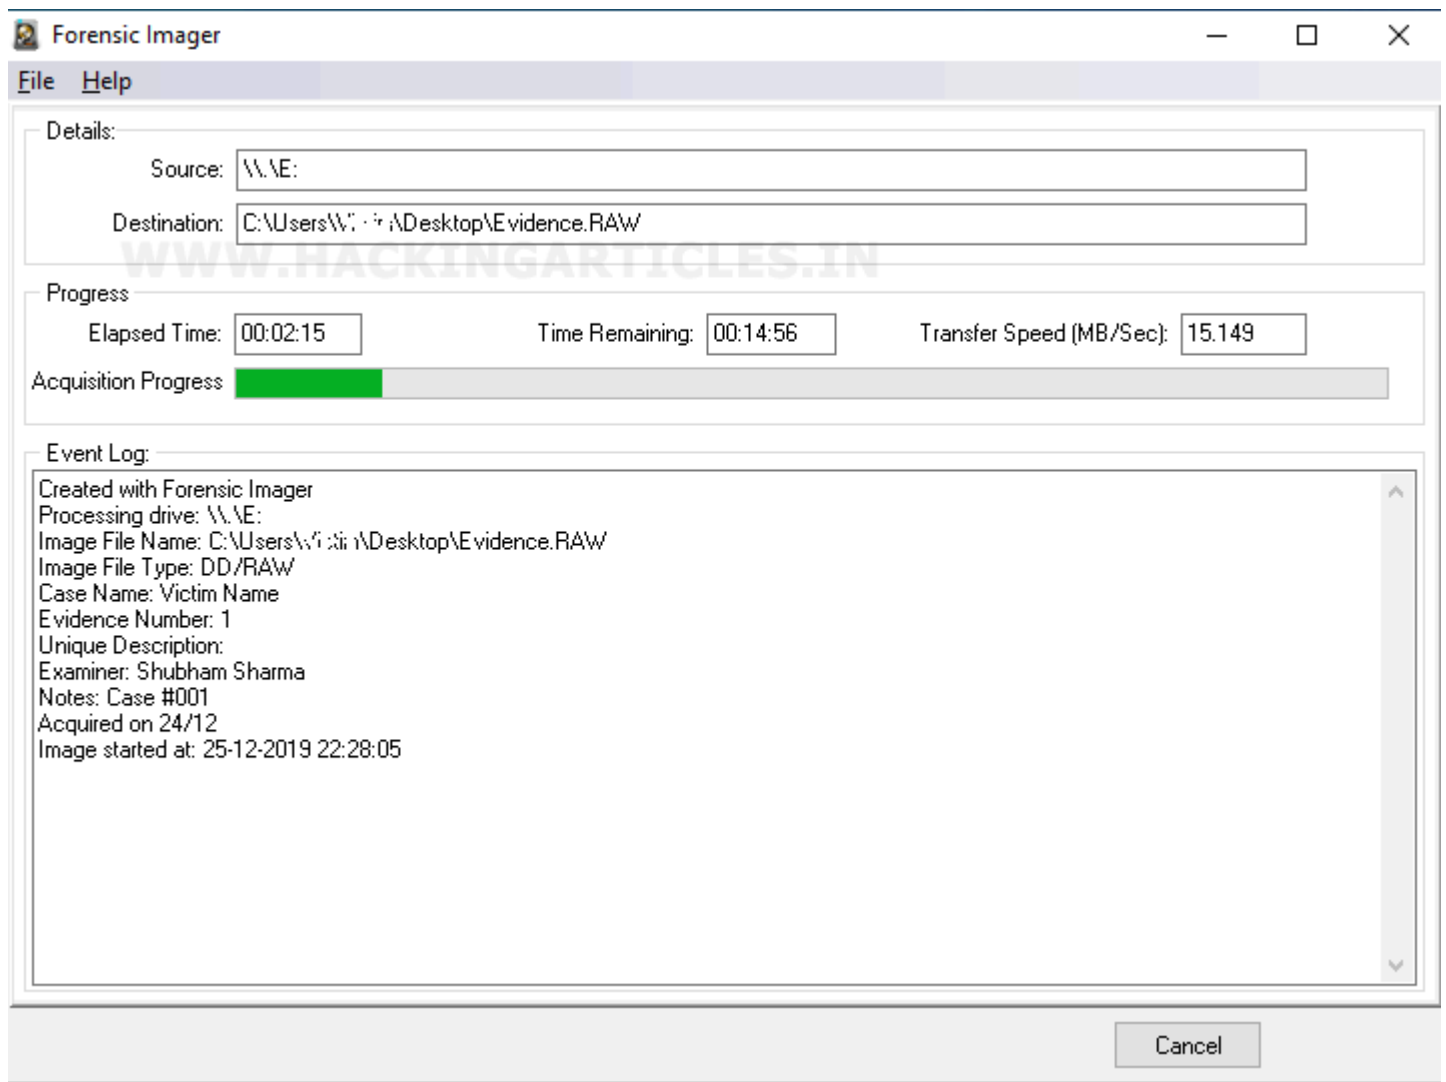 Forensic Imager
File Help
Details:
Source: \\.\E:
Destination: C:\Users\ \Desktop\Evidence.RAW
WWW.HACKINGARTICLES.IN
Progress
Elapsed Time: 00:02:15 Time Remaining: 00:14:56 Transfer Speed (MB/Sec): 15.149
Acquisition Progress
Event Log:
Created with Forensic Imager
Processing drive: \\.\E:
Image File Name: C:\Users\ \Desktop\Evidence.RAW
Image File Type: DD/RAW
Case Name: Victim Name
Evidence Number: 1
Unique Description:
Examiner: Shubham Sharma
Notes: Case #001
Acquired on 24/12
Image started at: 25-12-2019 22:28:05
Cancel